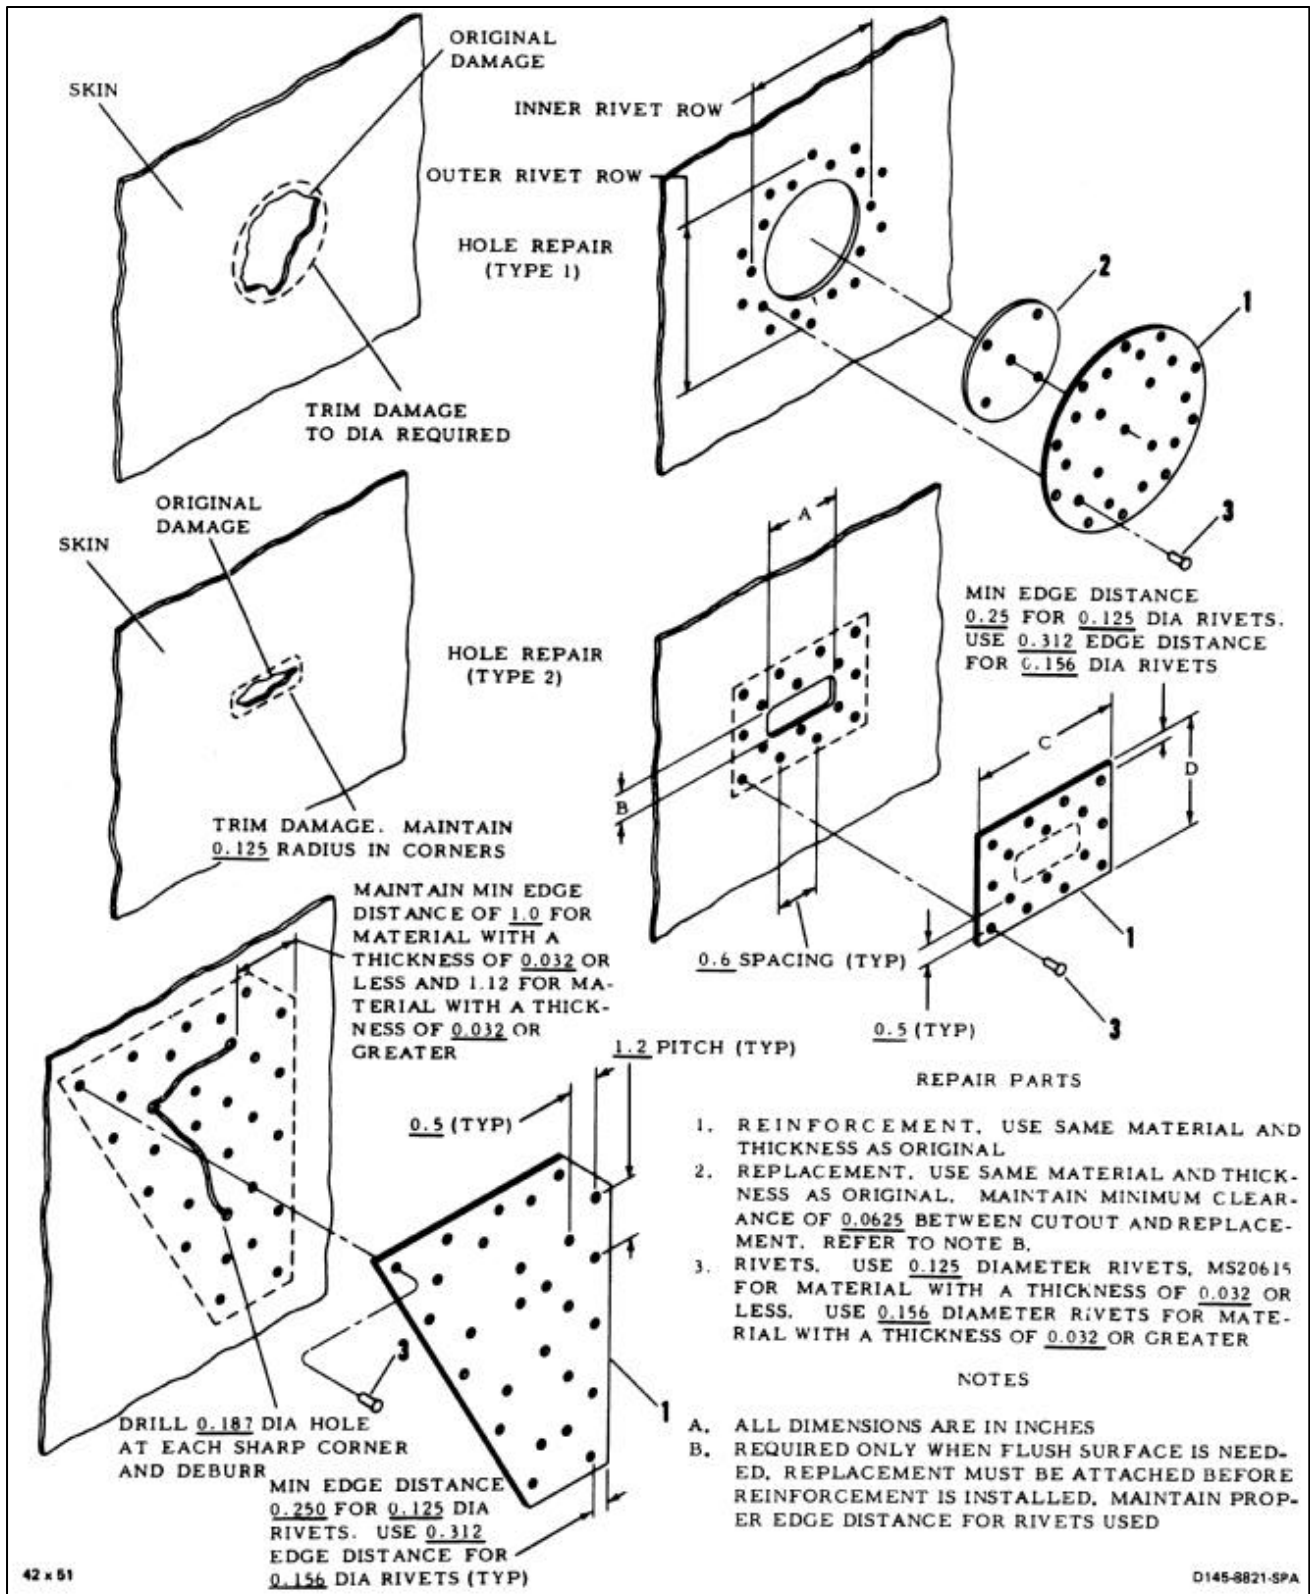 ORIGINAL
DAMAGE
SKIN
INNER RIVET ROW
OUTER RIVET ROW
HOLE REPAIR
(TYPE 1)
2
1
TRIM DAMAGE
TO DIA REQUIRED
3
ORIGINAL
DAMAGE
SKIN
A
HOLE REPAIR
(TYPE 2)
MIN EDGE DISTANCE
0.25 FOR 0.125 DIA RIVETS.
USE 0.312 EDGE DISTANCE
FOR 0.156 DIA RIVETS
C
D
B
TRIM DAMAGE. MAINTAIN
0.125 RADIUS IN CORNERS
1
0.6 SPACING (TYP)
0.5 (TYP)
3
MAINTAIN MIN EDGE
DISTANCE OF 1.0 FOR
MATERIAL WITH A
THICKNESS OF 0.032 OR
LESS AND 1.12 FOR MA-
TERIAL WITH A THICK-
NESS OF 0.032 OR
GREATER
1.2 PITCH (TYP)
0.5 (TYP)
3
1
DRILL 0.187 DIA HOLE
AT EACH SHARP CORNER
AND DEBURR
MIN EDGE DISTANCE
0.250 FOR 0.125 DIA
RIVETS. USE 0.312
EDGE DISTANCE FOR
0.156 DIA RIVETS (TYP)
REPAIR PARTS
1. REINFORCEMENT. USE SAME MATERIAL AND
THICKNESS AS ORIGINAL
2. REPLACEMENT. USE SAME MATERIAL AND THICK-
NESS AS ORIGINAL. MAINTAIN MINIMUM CLEAR-
ANCE OF 0.0625 BETWEEN CUTOUT AND REPLACE-
MENT. REFER TO NOTE B.
3. RIVETS. USE 0.125 DIAMETER RIVETS, MS20615
FOR MATERIAL WITH A THICKNESS OF 0.032 OR
LESS. USE 0.156 DIAMETER RIVETS FOR MATE-
RIAL WITH A THICKNESS OF 0.032 OR GREATER
NOTES
A. ALL DIMENSIONS ARE IN INCHES
B. REQUIRED ONLY WHEN FLUSH SURFACE IS NEED-
ED. REPLACEMENT MUST BE ATTACHED BEFORE
REINFORCEMENT IS INSTALLED. MAINTAIN PROP-
ER EDGE DISTANCE FOR RIVETS USED
42 x 51
D145-8821-SPA